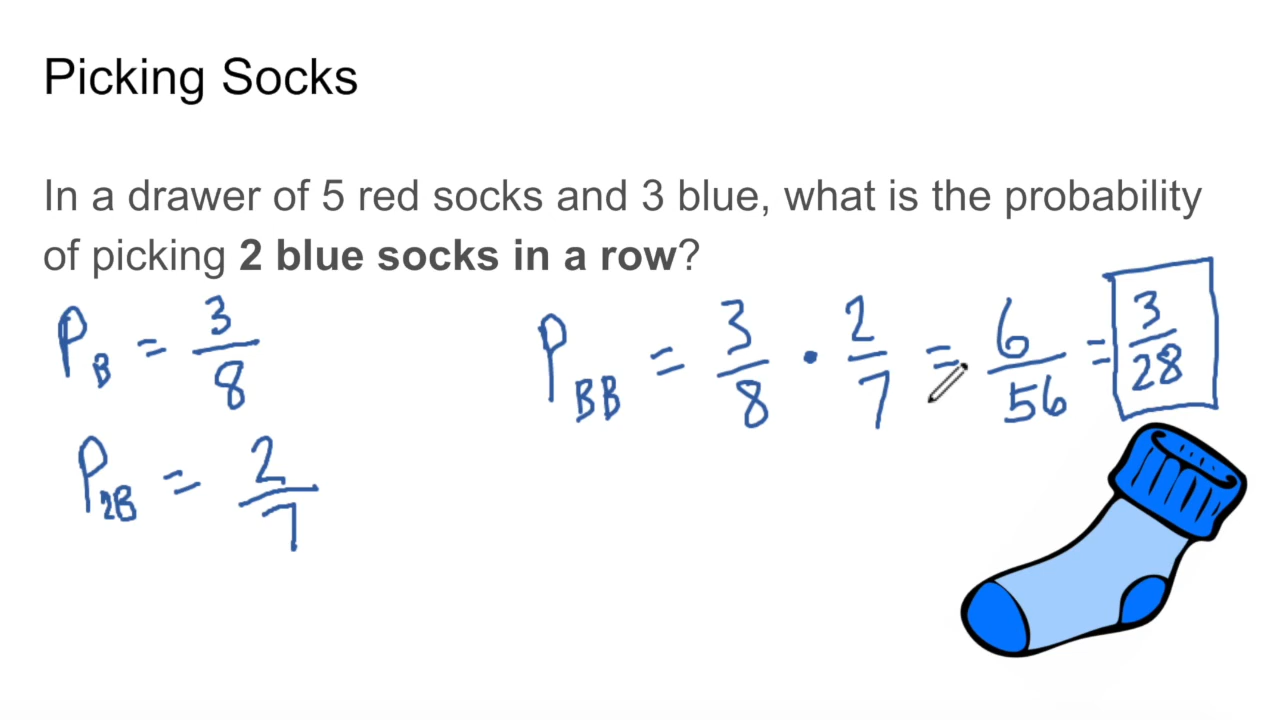 Picking Socks
In a drawer of 5 red socks and 3 blue, what is the probability
of picking 2 blue socks in a row?
P_B = 3/8
P_BB = 3/8 · 2/7 = 6/56 = 3/28
P_2B = 2/7